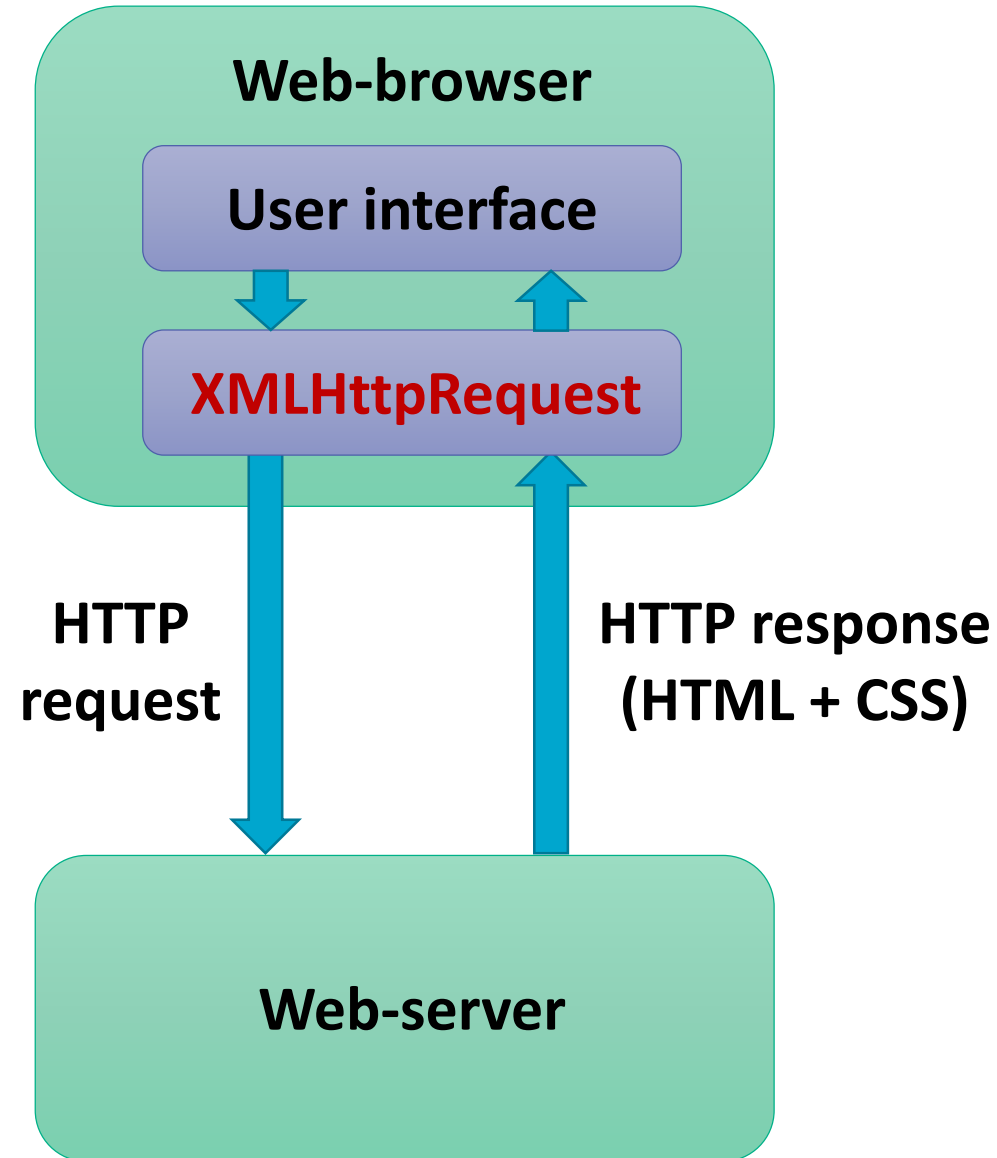 Web-browser
User interface
XMLHttpRequest
HTTP
request
HTTP response
(HTML + CSS)
Web-server